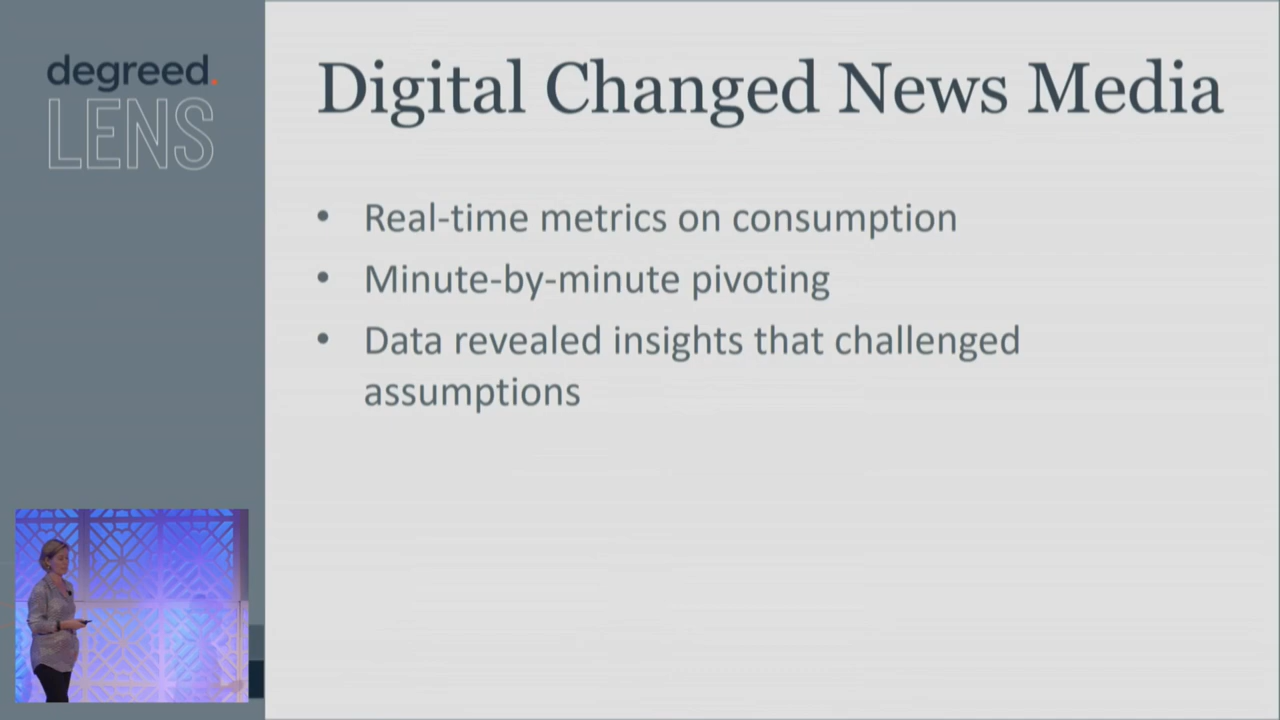 degreed.
LENS
Digital Changed News Media
• Real-time metrics on consumption
• Minute-by-minute pivoting
• Data revealed insights that challenged
assumptions